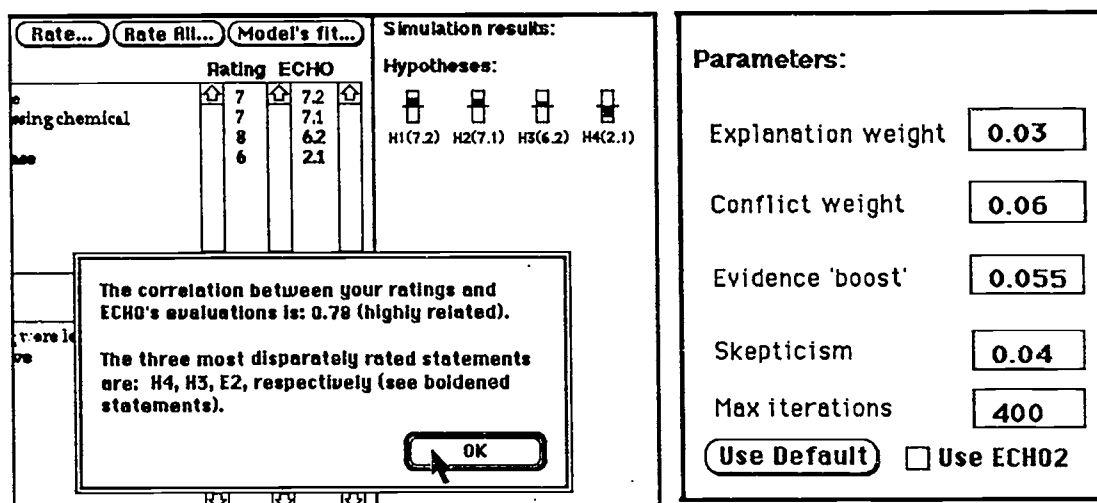 Rate... Rate All... Model's fit...
Rating ECHO
7 7.2
ssing chemical 7 7.1
8 6.2
6 2.1
Simulation results:
Hypotheses:
H1(7.2) H2(7.1) H3(6.2) H4(2.1)
The correlation between your ratings and
ECHO's evaluations is: 0.78 (highly related).
The three most disparately rated statements
are: H4, H3, E2, respectively (see boldened
statements).
OK
Parameters:
Explanation weight 0.03
Conflict weight 0.06
Evidence 'boost' 0.055
Skepticism 0.04
Max iterations 400
Use Default Use ECHO2